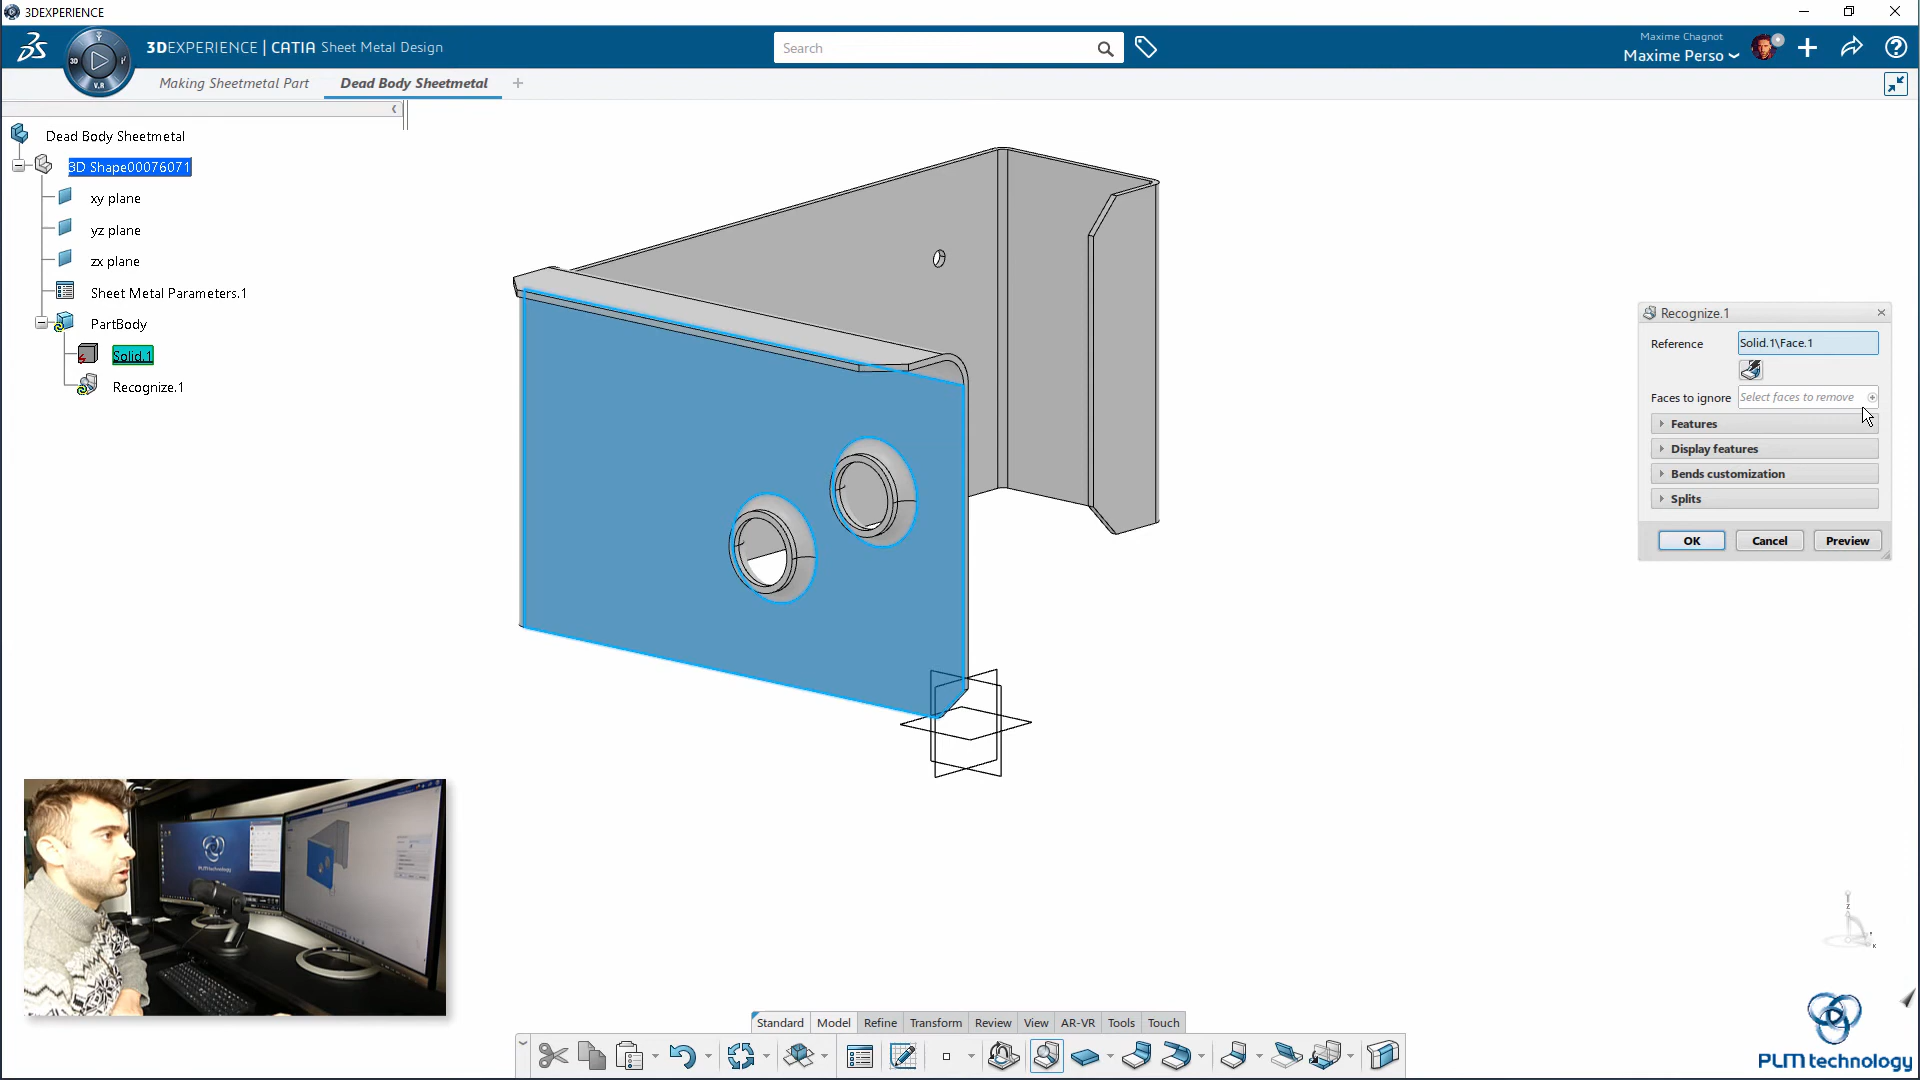 3DEXPERIENCE
3DEXPERIENCE | CATIA Sheet Metal Design
Search
Maxime Chagnot
Maxime Perso
3D
V.R
Making Sheetmetal Part
Dead Body Sheetmetal
Dead Body Sheetmetal
3D Shape00076071
xy plane
yz plane
zx plane
Sheet Metal Parameters.1
PartBody
Solid.1
Recognize.1
Recognize.1
Reference
Solid.1\Face.1
Faces to ignore
Select faces to remove
Features
Display features
Bends customization
Splits
OK
Cancel
Preview
PLM technology
z
x
Standard
Model
Refine
Transform
Review
View
AR-VR
Tools
Touch
PLM technology